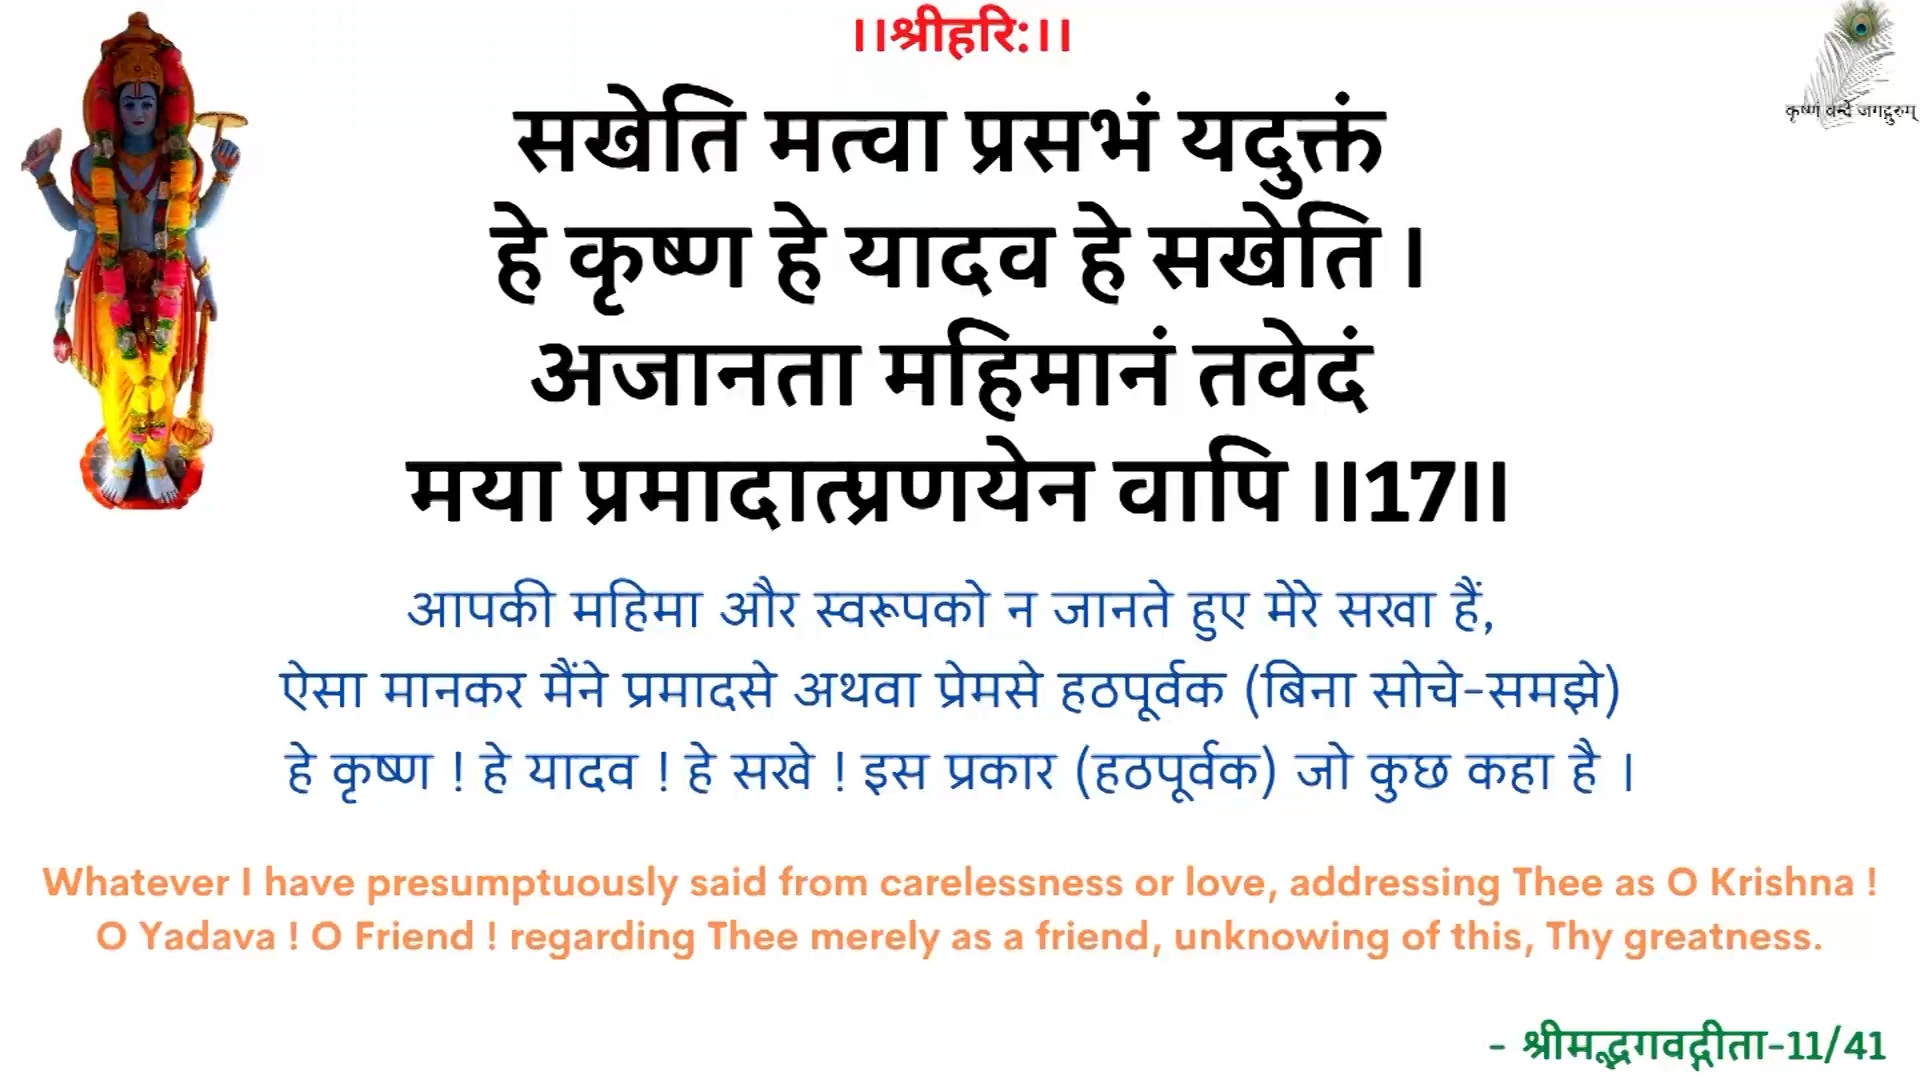 ।।श्रीहरि:।।
कृष्णं वन्दे जगद्गुरुम्
सखेति मत्वा प्रसभं यदुक्तं
हे कृष्ण हे यादव हे सखेति ।
अजानता महिमानं तवेदं
मया प्रमादात्प्रणयेन वापि ।।17।।
आपकी महिमा और स्वरूपको न जानते हुए मेरे सखा हैं,
ऐसा मानकर मैंने प्रमादसे अथवा प्रेमसे हठपूर्वक (बिना सोचे-समझे)
हे कृष्ण ! हे यादव ! हे सखे ! इस प्रकार (हठपूर्वक) जो कुछ कहा है ।
Whatever I have presumptuously said from carelessness or love, addressing Thee as O Krishna !
O Yadava ! O Friend ! regarding Thee merely as a friend, unknowing of this, Thy greatness.
- श्रीमद्भगवद्गीता-11/41